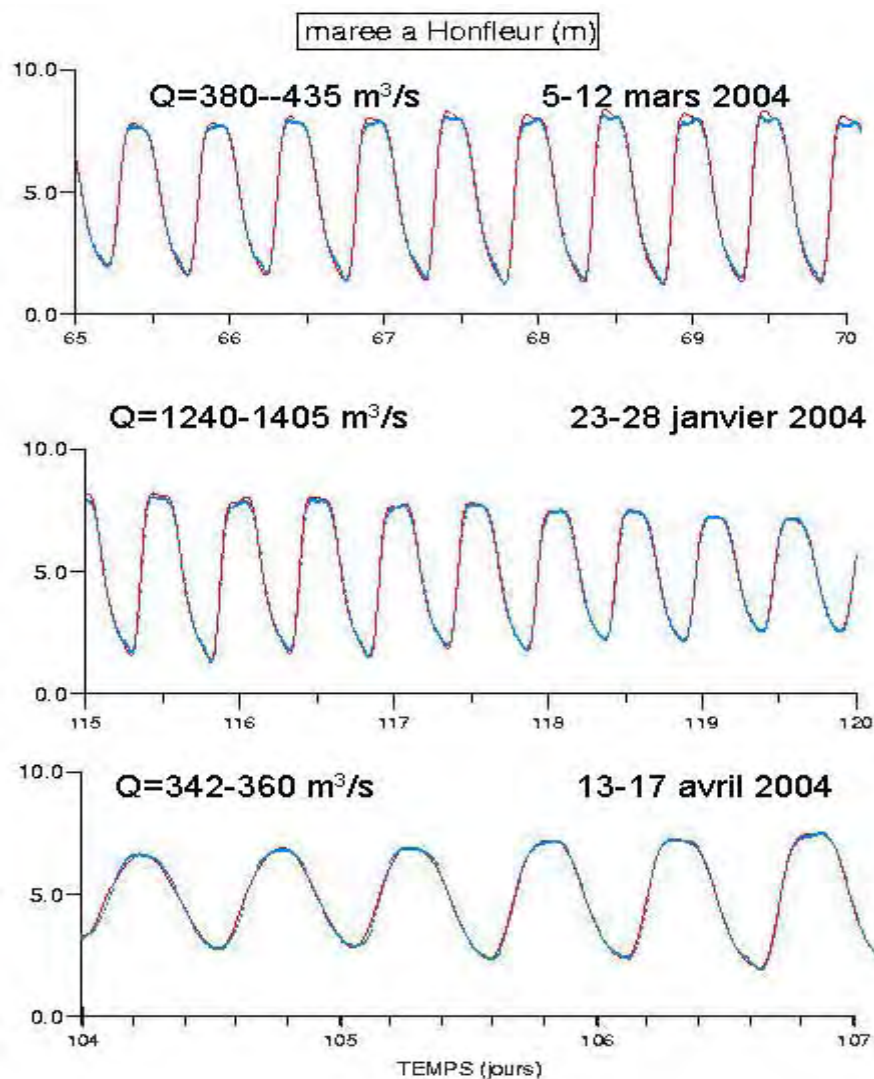 maree a Honfleur (m)
10.0
Q=380--435 m³/s 5-12 mars 2004
5.0
0.0
65 66 67 68 69 70
Q=1240-1405 m³/s 23-28 janvier 2004
10.0
5.0
0.0
115 116 117 118 119 120
10.0
Q=342-360 m³/s 13-17 avril 2004
5.0
0.0
104 105 106 107
TEMPS (jours)